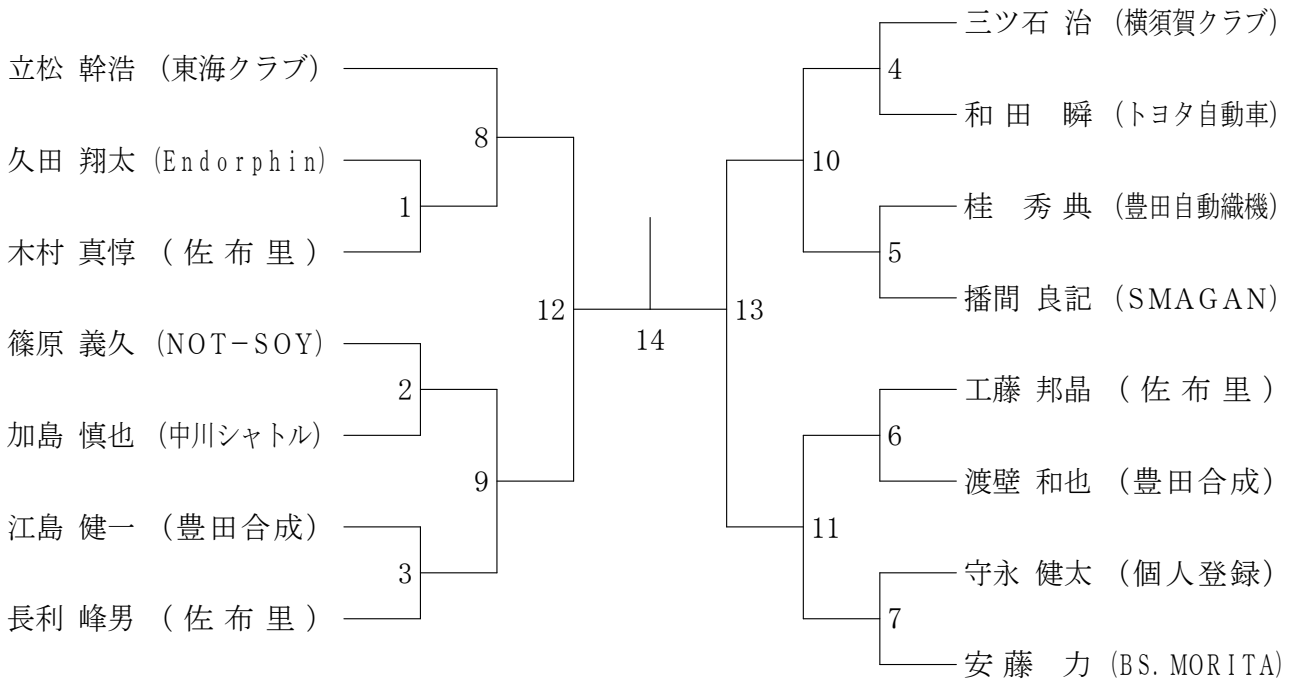 立松 幹浩 (東海クラブ)
久田 翔太 (Endorphin)
木村 真惇 (佐布里)
篠原 義久 (NOT−SOY)
加島 慎也 (中川シャトル)
江島 健一 (豊田合成)
長利 峰男 (佐布里)
1
2
3
8
9
12
14
13
10
11
4
5
6
7
三ツ石 治 (横須賀クラブ)
和田 瞬 (トヨタ自動車)
桂 秀典 (豊田自動織機)
播間 良記 (SMAGAN)
工藤 邦晶 (佐布里)
渡壁 和也 (豊田合成)
守永 健太 (個人登録)
安藤 力 (BS.MORITA)